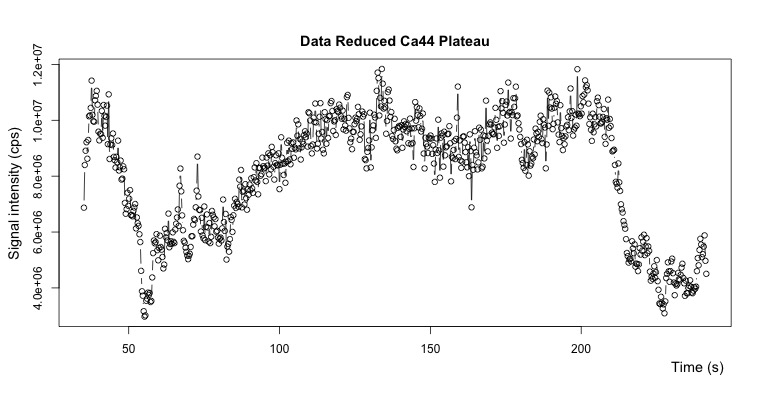 Data Reduced Ca44 Plateau
Signal intensity (cps)
1.2e+07
1.0e+07
8.0e+06
6.0e+06
4.0e+06
50 100 150 200
Time (s)